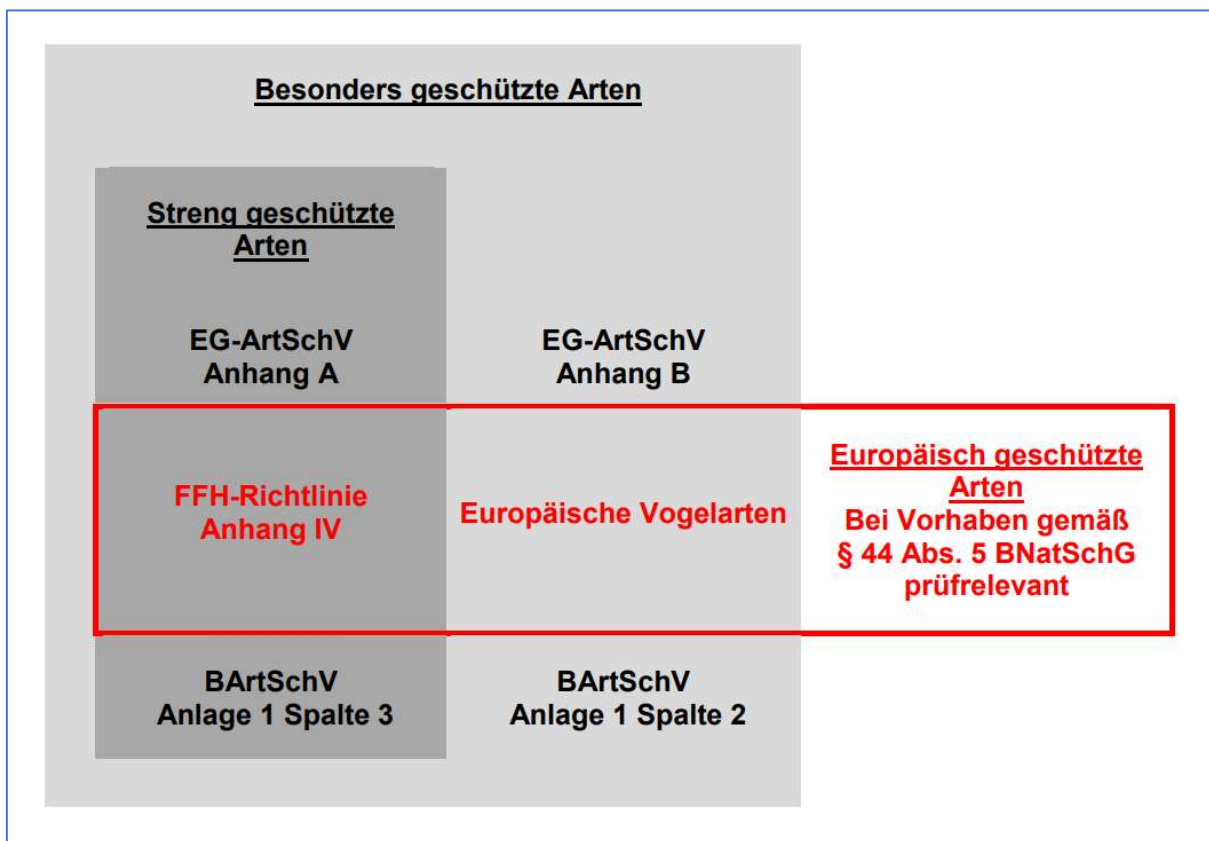 Besonders geschützte Arten
Streng geschützte
Arten
EG-ArtSchV
Anhang A
EG-ArtSchV
Anhang B
FFH-Richtlinie
Anhang IV
Europäische Vogelarten
Europäisch geschützte
Arten
Bei Vorhaben gemäß
§ 44 Abs. 5 BNatSchG
prüfrelevant
BArtSchV
Anlage 1 Spalte 3
BArtSchV
Anlage 1 Spalte 2